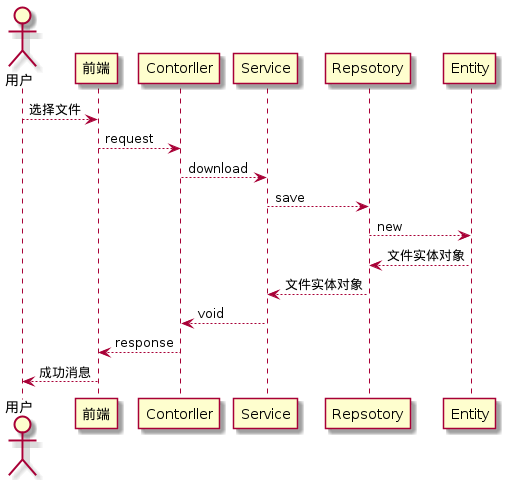 用户
前端
Contorller
Service
Repsotory
Entity
选择文件
request
download
save
new
文件实体对象
文件实体对象
void
response
成功消息
用户
前端
Contorller
Service
Repsotory
Entity